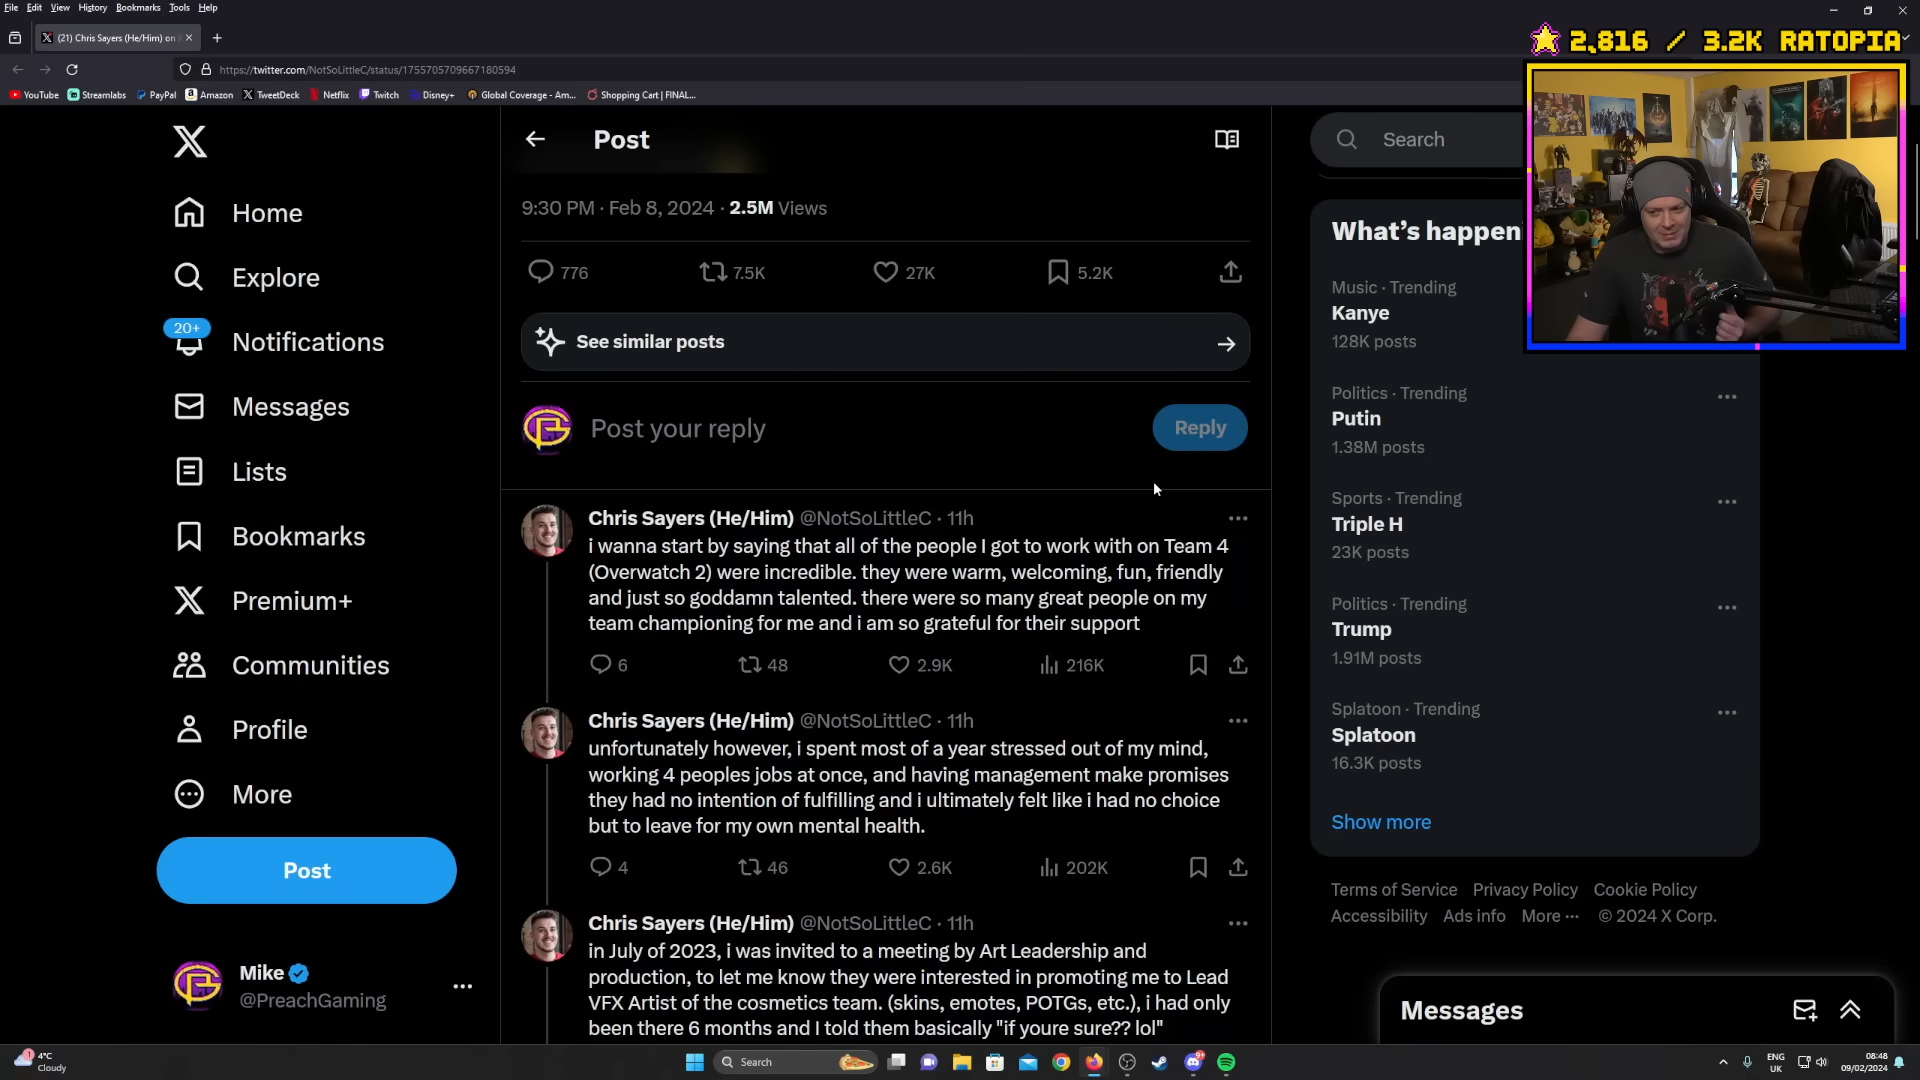 File Edit View History Bookmarks Tools Help
(21) Chris Sayers (He/Him) on
https://twitter.com/NotSoLittleC/status/1755705709667180594
YouTube Streamlabs PayPal Amazon TweetDeck Netflix Twitch Disney+ Global Coverage - Am... Shopping Cart | FINAL...
2,816 / 3.2K RATOPIA
Home
Explore
20+
Notifications
Messages
Lists
Bookmarks
Premium+
Communities
Profile
More
Post
Mike
@PreachGaming
Post
9:30 PM · Feb 8, 2024 · 2.5M Views
776 7.5K 27K 5.2K
See similar posts
Post your reply
Reply
Chris Sayers (He/Him) @NotSoLittleC · 11h
i wanna start by saying that all of the people I got to work with on Team 4
(Overwatch 2) were incredible. they were warm, welcoming, fun, friendly
and just so goddamn talented. there were so many great people on my
team championing for me and i am so grateful for their support
6 48 2.9K 216K
Chris Sayers (He/Him) @NotSoLittleC · 11h
unfortunately however, i spent most of a year stressed out of my mind,
working 4 peoples jobs at once, and having management make promises
they had no intention of fulfilling and i ultimately felt like i had no choice
but to leave for my own mental health.
4 46 2.6K 202K
Chris Sayers (He/Him) @NotSoLittleC · 11h
in July of 2023, i was invited to a meeting by Art Leadership and
production, to let me know they were interested in promoting me to Lead
VFX Artist of the cosmetics team. (skins, emotes, POTGs, etc.), i had only
been there 6 months and I told them basically "if youre sure?? lol"
Search
What's happen
Music · Trending
Kanye
128K posts
Politics · Trending
Putin
1.38M posts
Sports · Trending
Triple H
23K posts
Politics · Trending
Trump
1.91M posts
Splatoon · Trending
Splatoon
16.3K posts
Show more
Terms of Service Privacy Policy Cookie Policy
Accessibility Ads info More ··· © 2024 X Corp.
Messages
1
4°C
Cloudy
Search
ENG
UK
08:48
09/02/2024